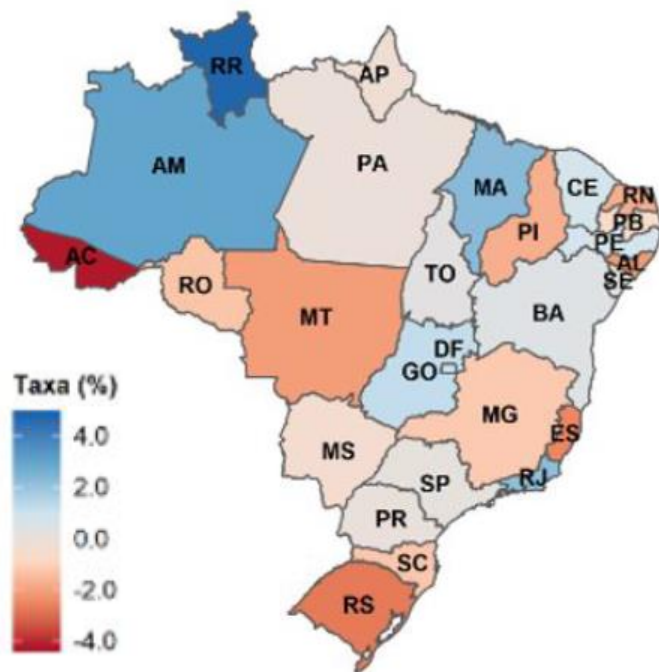 RR
AP
AM
PA
MA
CE
RN
PB
PI
PE
AC
AL
RO
TO
SE
MT
BA
DF
GO
Taxa (%)
4.0
MG
ES
MS
2.0
SP
RJ
0.0
PR
SC
-2.0
RS
-4.0